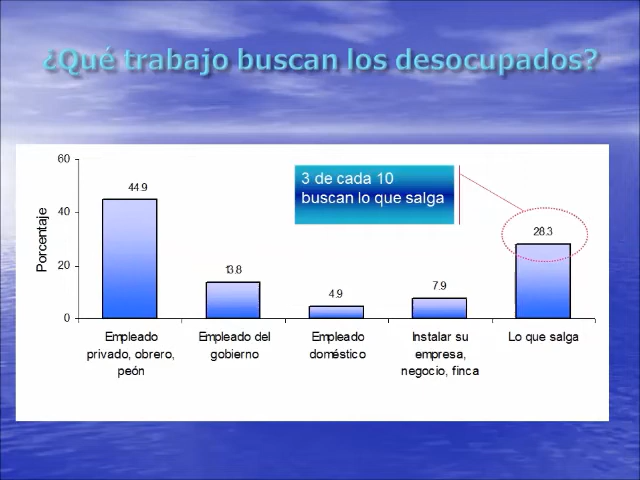 ¿Qué trabajo buscan los desocupados?
3 de cada 10
buscan lo que salga
Porcentaje
60
40
20
0
44.9
13.8
4.9
7.9
28.3
Empleado
privado, obrero,
peón
Empleado del
gobierno
Empleado
doméstico
Instalar su
empresa,
negocio, finca
Lo que salga